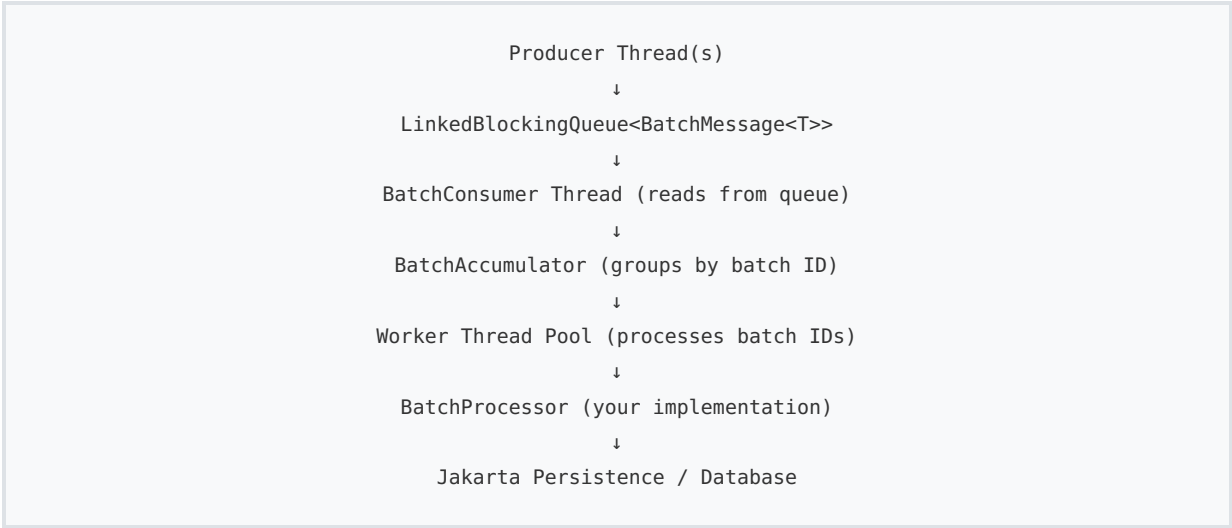 Producer Thread(s)
↓
LinkedBlockingQueue<BatchMessage<T>>
↓
BatchConsumer Thread (reads from queue)
↓
BatchAccumulator (groups by batch ID)
↓
Worker Thread Pool (processes batch IDs)
↓
BatchProcessor (your implementation)
↓
Jakarta Persistence / Database